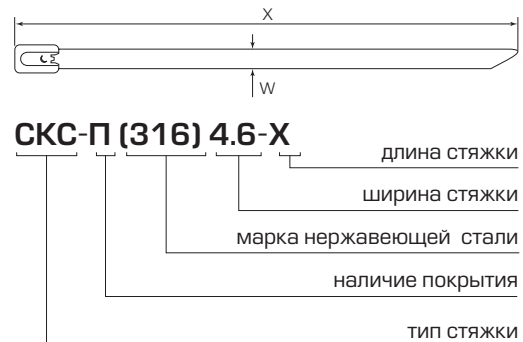 X
W
СКС-П (316) 4.6-X
длина стяжки
ширина стяжки
марка нержавеющей стали
наличие покрытия
тип стяжки